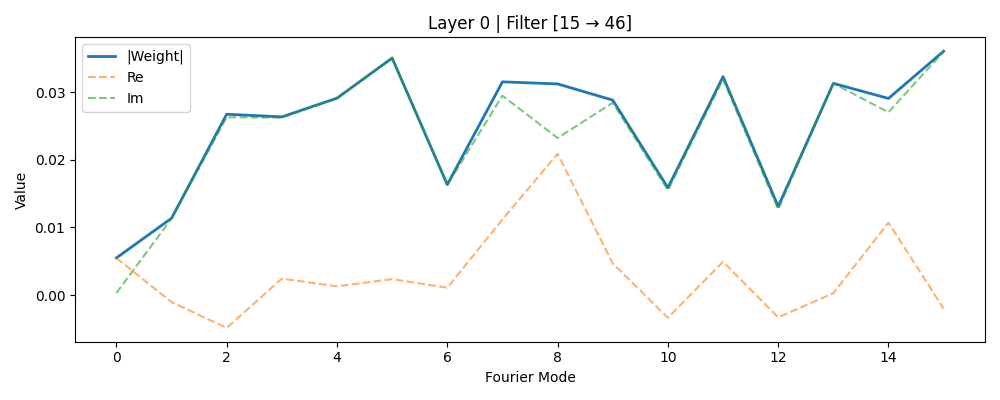 Layer 0 | Filter [15 → 46]
|Weight|
Re
Im
Value
0.03
0.02
0.01
0.00
0 2 4 6 8 10 12 14
Fourier Mode